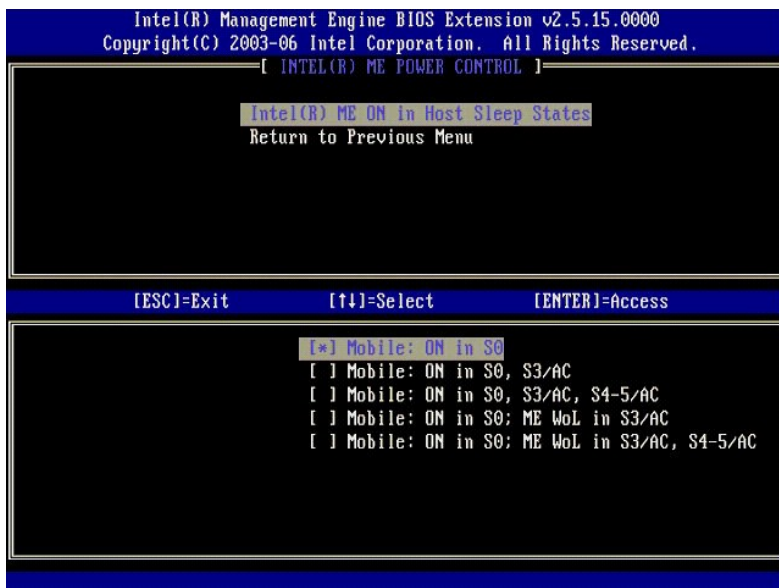 Intel(R) Management Engine BIOS Extension v2.5.15.0000
Copyright(C) 2003-06 Intel Corporation.  All Rights Reserved.
[ INTEL(R) ME POWER CONTROL ]
Intel(R) ME ON in Host Sleep States
Return to Previous Menu
[ESC]=Exit [↑↓]=Select [ENTER]=Access
[*] Mobile: ON in S0
[ ] Mobile: ON in S0, S3/AC
[ ] Mobile: ON in S0, S3/AC, S4-5/AC
[ ] Mobile: ON in S0; ME WoL in S3/AC
[ ] Mobile: ON in S0; ME WoL in S3/AC, S4-5/AC